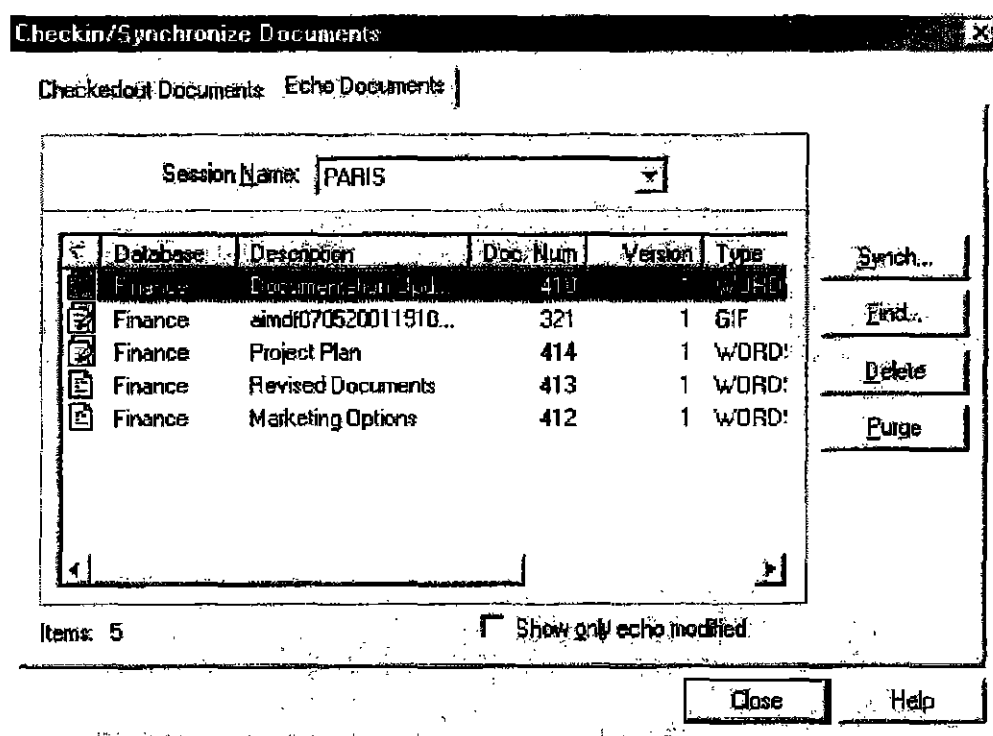 Checkin/Synchronize Documents
Checkedout Documents Echo Documents
Session Name: PARIS
Database Description Doc. Num Version Type
Finance 410
Finance aimdf070520011910... 321 1 GIF
Finance Project Plan 414 1 WORD
Finance Revised Documents 413 1 WORD
Finance Marketing Options 412 1 WORD
Synch...
Find...
Delete
Purge
Items: 5 Show only echo modified
Close Help